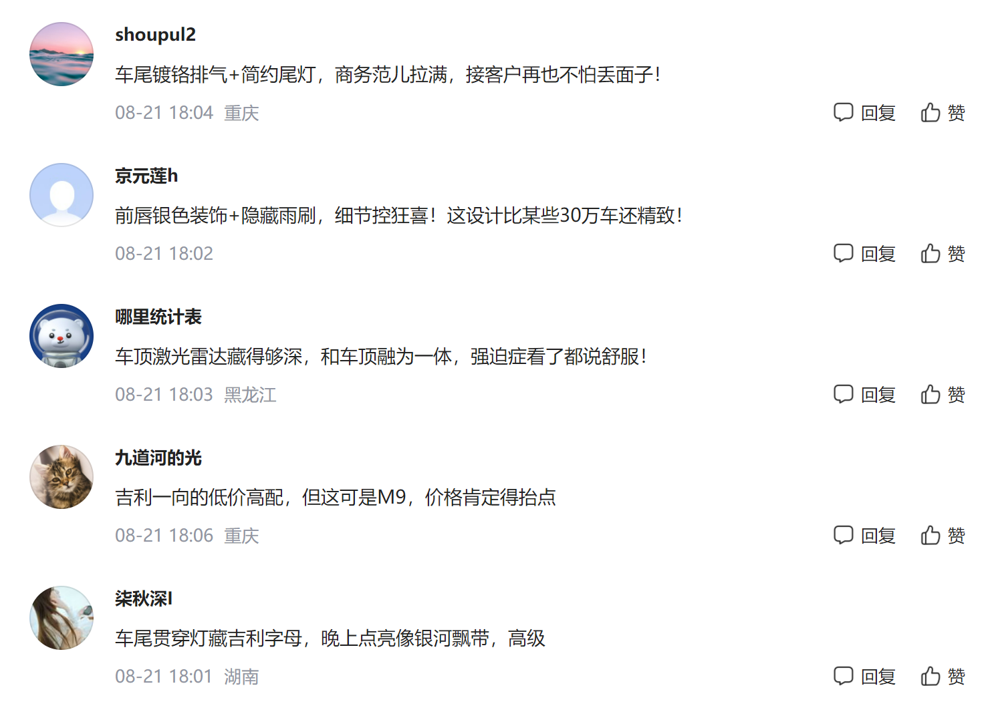 shoupul2
车尾镀铬排气+简约尾灯，商务范儿拉满，接客户再也不怕丢面子！
08-21 18:04 重庆 回复 赞
京元莲h
前唇银色装饰+隐藏雨刷，细节控狂喜！这设计比某些30万车还精致！
08-21 18:02 回复 赞
哪里统计表
车顶激光雷达藏得够深，和车顶融为一体，强迫症看了都说舒服！
08-21 18:03 黑龙江 回复 赞
九道河的光
吉利一向的低价高配，但这可是M9，价格肯定得抬点
08-21 18:06 重庆 回复 赞
柒秋深l
车尾贯穿灯藏吉利字母，晚上点亮像银河飘带，高级
08-21 18:01 湖南 回复 赞